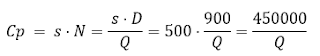 Cp = s · N = s · D / Q = 500 · 900 / Q = 450000 / Q